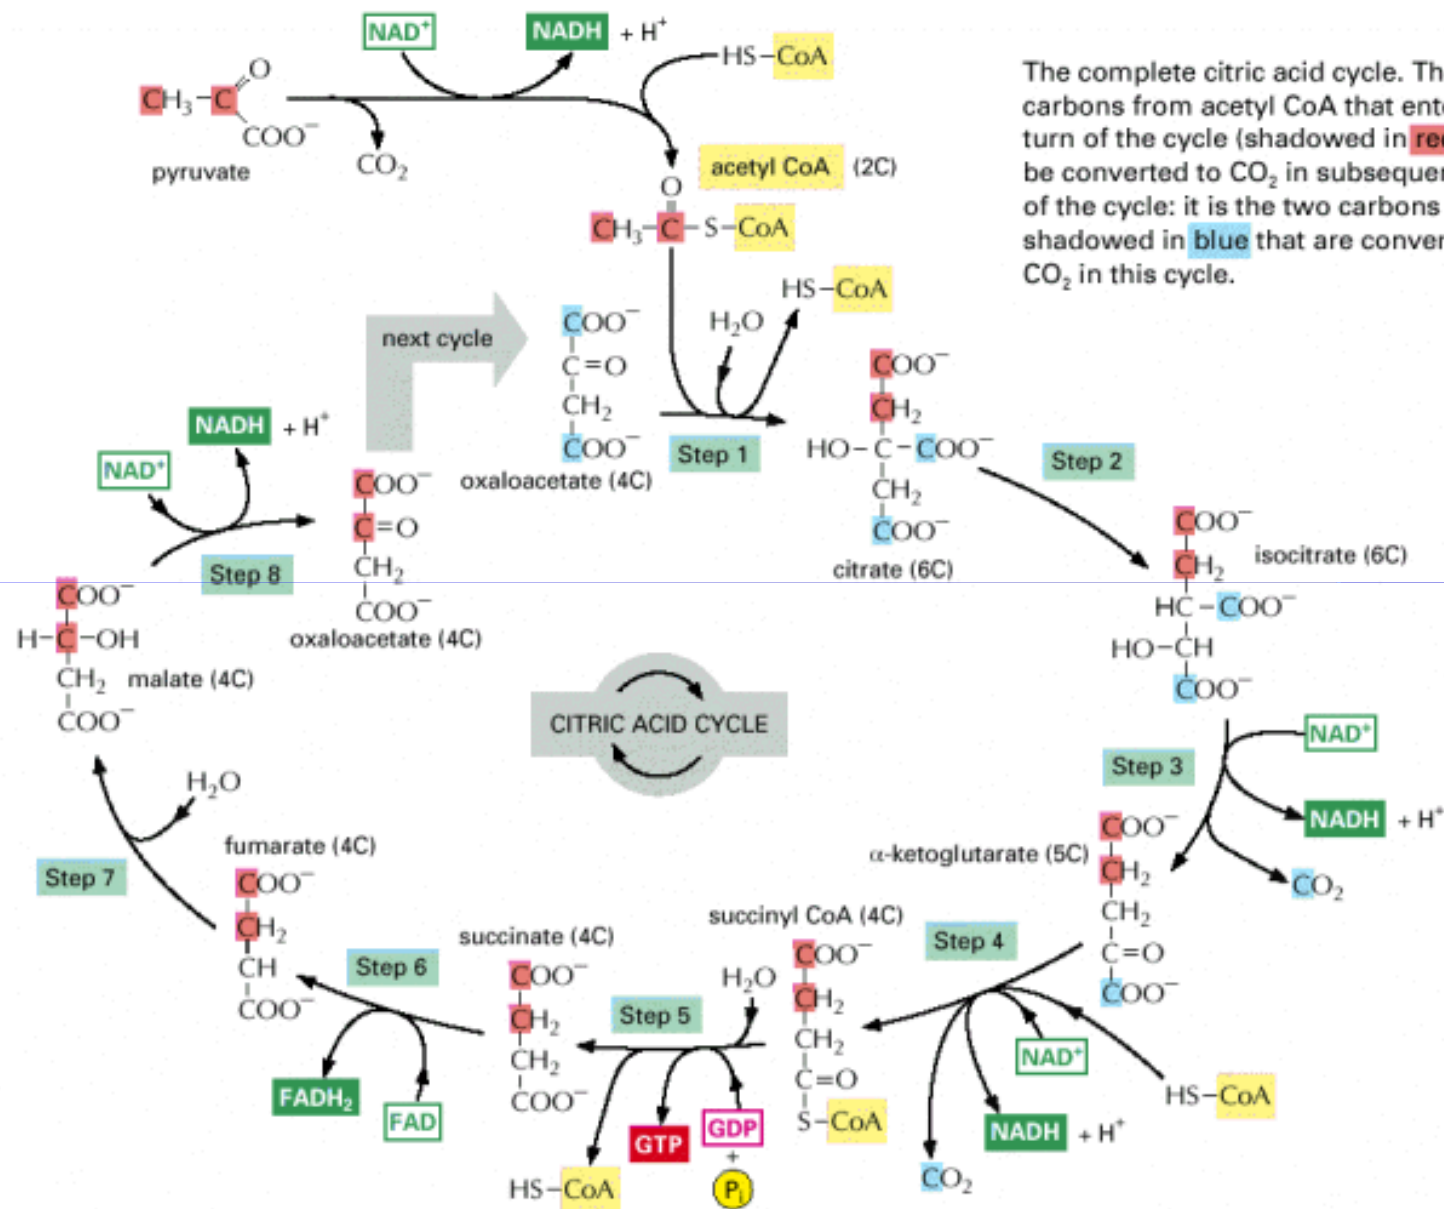 NAD⁺
NADH + H⁺
HS–CoA
CH₃–C
O
COO⁻
pyruvate
CO₂
The complete citric acid cycle.
carbons from acetyl CoA that
turn of the cycle (shadowed in
be converted to CO₂ in
of the cycle: it is the two carbons
shadowed in blue that are
CO₂ in this cycle.
acetyl CoA (2C)
O
CH₃–C–S–CoA
HS–CoA
H₂O
next cycle
COO⁻
C=O
CH₂
COO⁻
oxaloacetate (4C)
Step 1
COO⁻
CH₂
HO–C–COO⁻
CH₂
COO⁻
citrate (6C)
Step 2
COO⁻
CH₂
HC–COO⁻
HO–CH
COO⁻
isocitrate (6C)
NAD⁺
Step 3
NADH + H⁺
CO₂
α-ketoglutarate (5C)
COO⁻
CH₂
CH₂
C=O
COO⁻
Step 4
NAD⁺
HS–CoA
NADH + H⁺
CO₂
succinyl CoA (4C)
COO⁻
CH₂
CH₂
C=O
S–CoA
H₂O
Step 5
GTP
GDP
+
Pᵢ
HS–CoA
succinate (4C)
COO⁻
CH₂
CH₂
COO⁻
Step 6
FADH₂
FAD
fumarate (4C)
COO⁻
CH₂
CH
COO⁻
Step 7
H₂O
COO⁻
H–C–OH
CH₂
COO⁻
malate (4C)
Step 8
NAD⁺
NADH + H⁺
COO⁻
C=O
CH₂
COO⁻
oxaloacetate (4C)
CITRIC ACID CYCLE